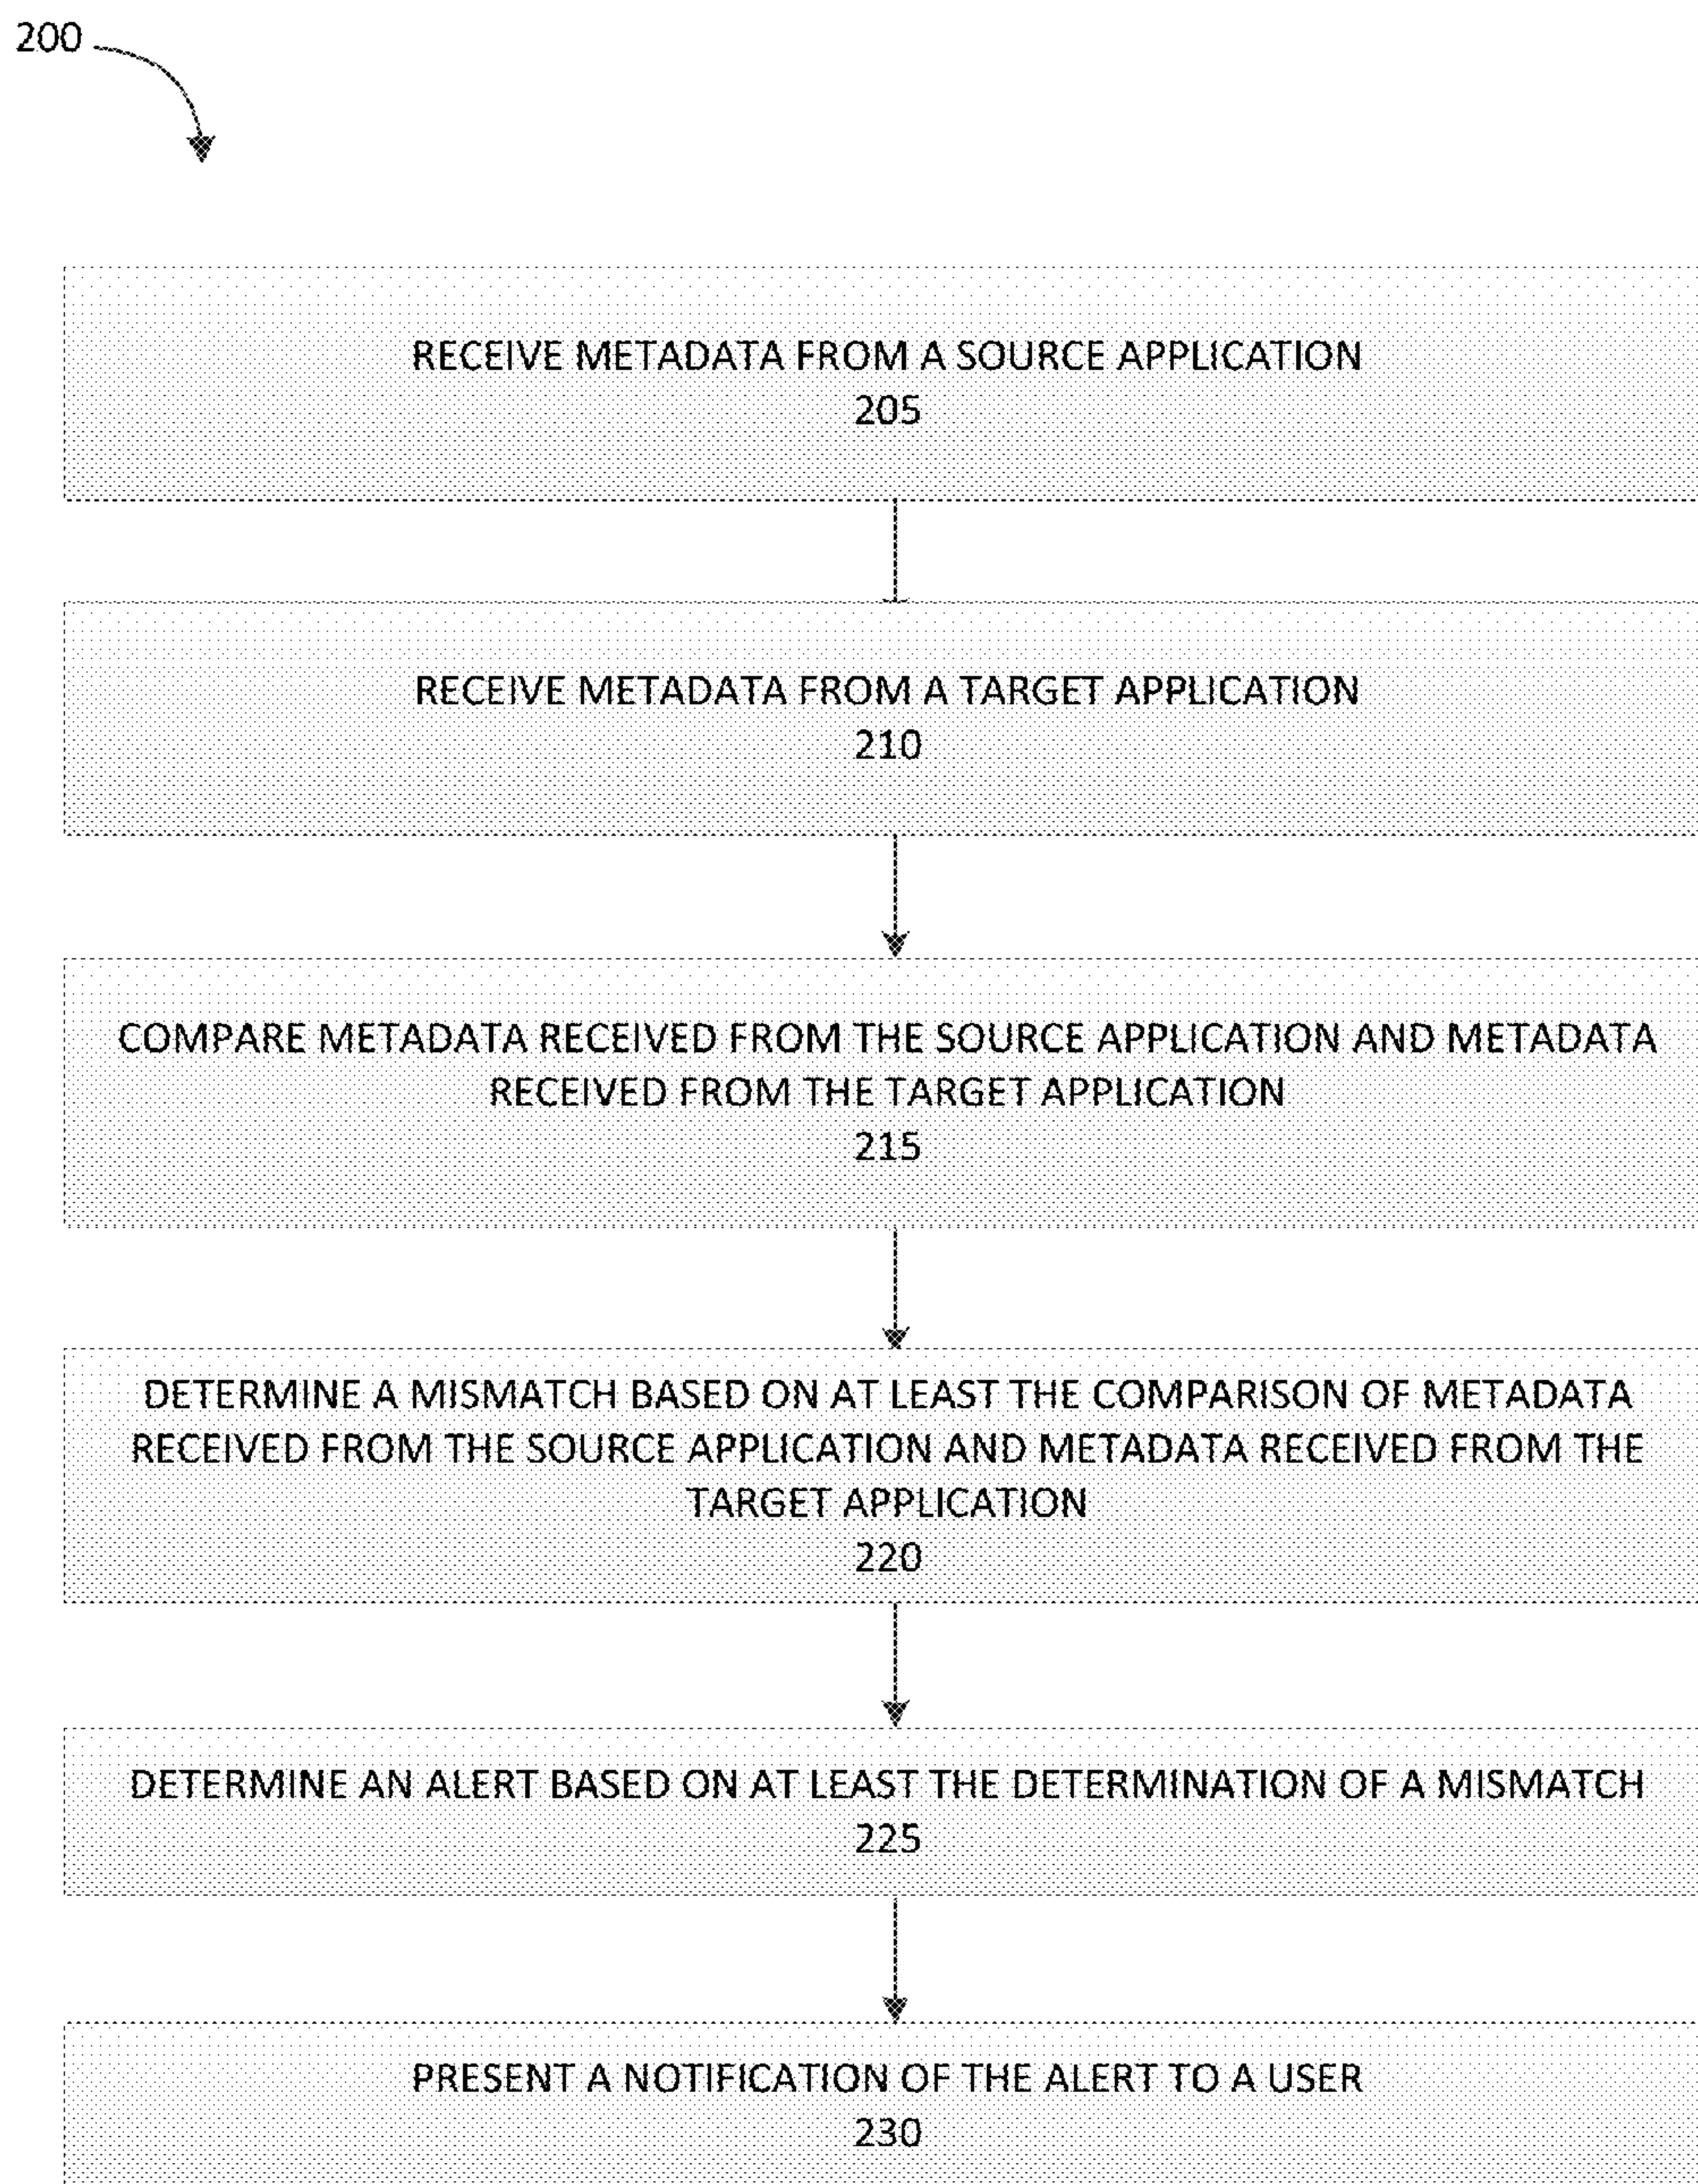 200
RECEIVE METADATA FROM A SOURCE APPLICATION
205
RECEIVE METADATA FROM A TARGET APPLICATION
210
COMPARE METADATA RECEIVED FROM THE SOURCE APPLICATION AND METADATA
RECEIVED FROM THE TARGET APPLICATION
215
DETERMINE A MISMATCH BASED ON AT LEAST THE COMPARISON OF METADATA
RECEIVED FROM THE SOURCE APPLICATION AND METADATA RECEIVED FROM THE
TARGET APPLICATION
220
DETERMINE AN ALERT BASED ON AT LEAST THE DETERMINATION OF A MISMATCH
225
PRESENT A NOTIFICATION OF THE ALERT TO A USER
230